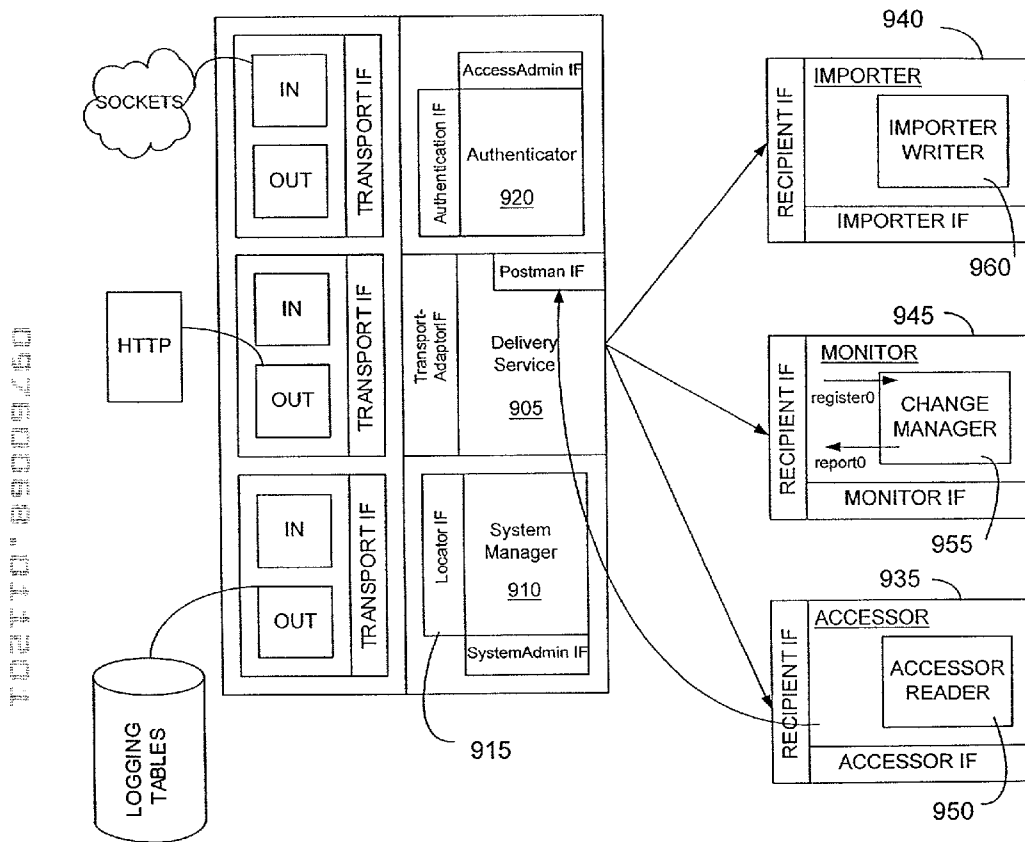 SOCKETS
IN
OUT
TRANSPORT IF
AccessAdmin IF
Authentication IF
Authenticator
920
HTTP
IN
OUT
TRANSPORT IF
Postman IF
Transport-
AdaptorIF
Delivery
Service
905
IN
OUT
TRANSPORT IF
Locator IF
System
Manager
910
SystemAdmin IF
915
LOGGING
TABLES
940
RECIPIENT IF
IMPORTER
IMPORTER
WRITER
IMPORTER IF
960
945
RECIPIENT IF
MONITOR
register0
report0
CHANGE
MANAGER
MONITOR IF
955
935
RECIPIENT IF
ACCESSOR
ACCESSOR
READER
ACCESSOR IF
950